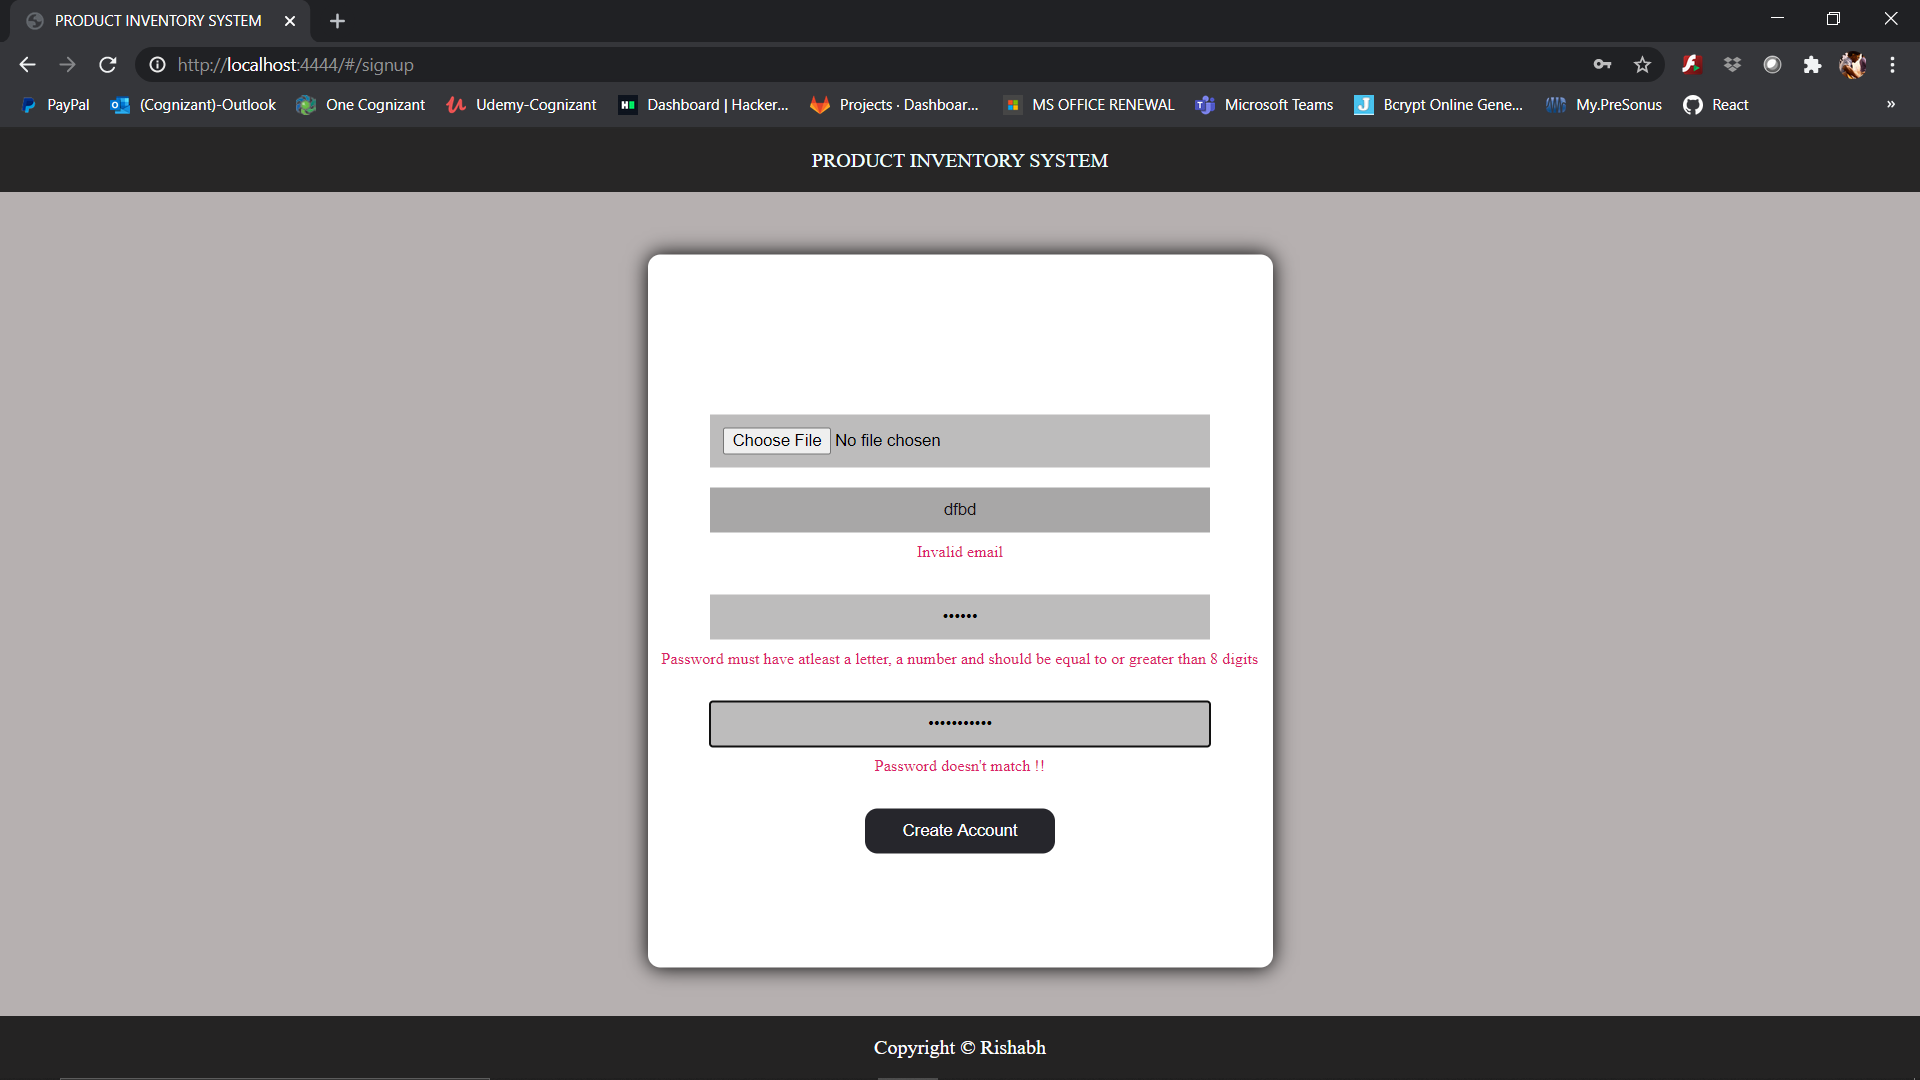 PRODUCT INVENTORY SYSTEM
http://localhost:4444/#/signup
PayPal (Cognizant)-Outlook One Cognizant Udemy-Cognizant Dashboard | Hacker... Projects · Dashboar... MS OFFICE RENEWAL Microsoft Teams Bcrypt Online Gene... My.PreSonus React »
PRODUCT INVENTORY SYSTEM
Choose File No file chosen
dfbd
Invalid email
••••••
Password must have atleast a letter, a number and should be equal to or greater than 8 digits
•••••••••••
Password doesn't match !!
Create Account
Copyright © Rishabh